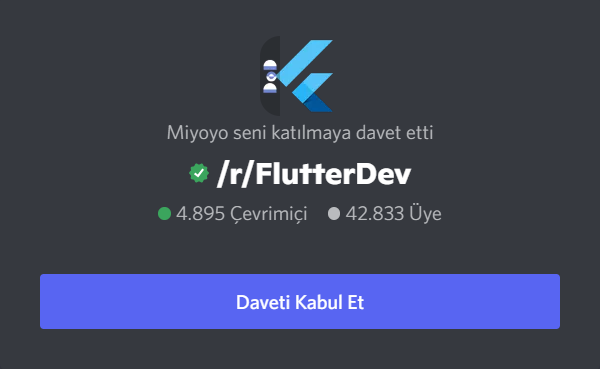 Miyoyo seni katılmaya davet etti
/r/FlutterDev
4.895 Çevrimiçi 42.833 Üye
Daveti Kabul Et